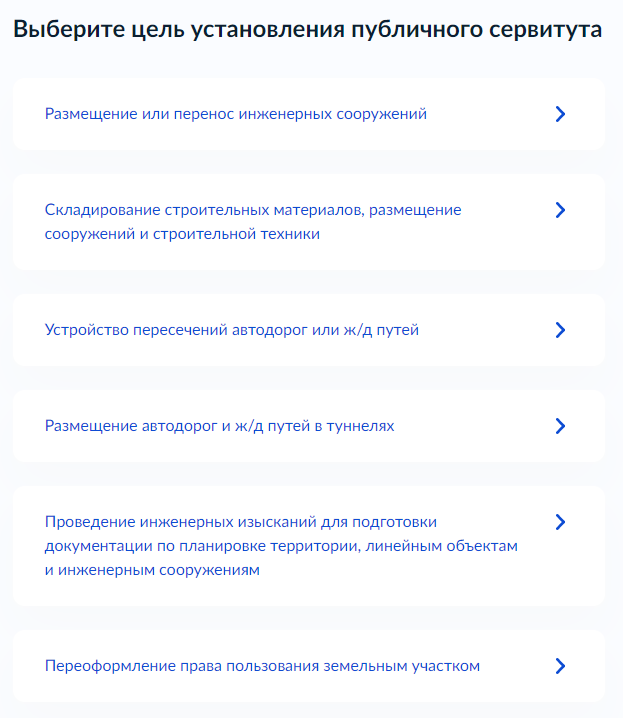 Выберите цель установления публичного сервитута
Размещение или перенос инженерных сооружений
Складирование строительных материалов, размещение
сооружений и строительной техники
Устройство пересечений автодорог или ж/д путей
Размещение автодорог и ж/д путей в туннелях
Проведение инженерных изысканий для подготовки
документации по планировке территории, линейным объектам
и инженерным сооружениям
Переоформление права пользования земельным участком